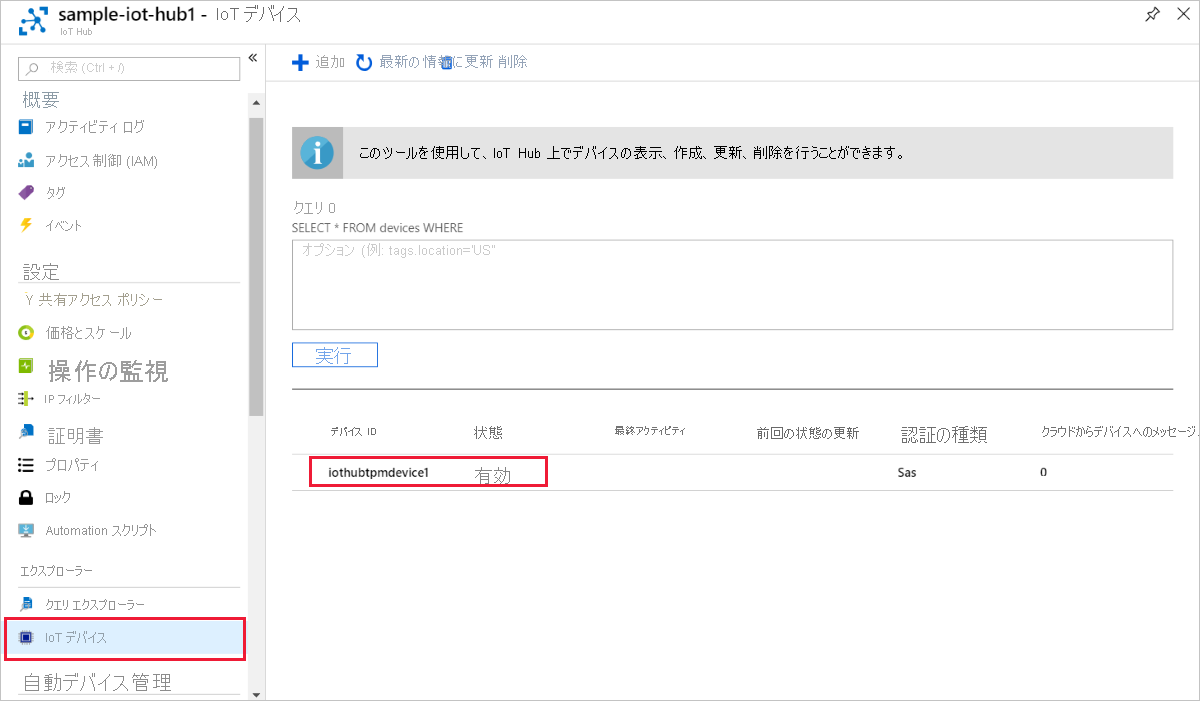 sample-iot-hub1 - IoT デバイス
IoT Hub
検索 (Ctrl + /)
概要
アクティビティ ログ
アクセス制御 (IAM)
タグ
イベント
設定
Y 共有アクセス ポリシー
価格とスケール
操作の監視
IP フィルター
証明書
プロパティ
ロック
Automation スクリプト
エクスプローラー
クエリ エクスプローラー
IoT デバイス
自動デバイス管理
追加 最新の情報に更新 削除
このツールを使用して、IoT Hub 上でデバイスの表示、作成、更新、削除を行うことができます。
クエリ 0
SELECT * FROM devices WHERE
オプション (例: tags.location='US"
実行
デバイス ID 状態 最終アクティビティ 前回の状態の更新 認証の種類 クラウドからデバイスへのメッセージ
iothubtpmdevice1 有効 Sas 0